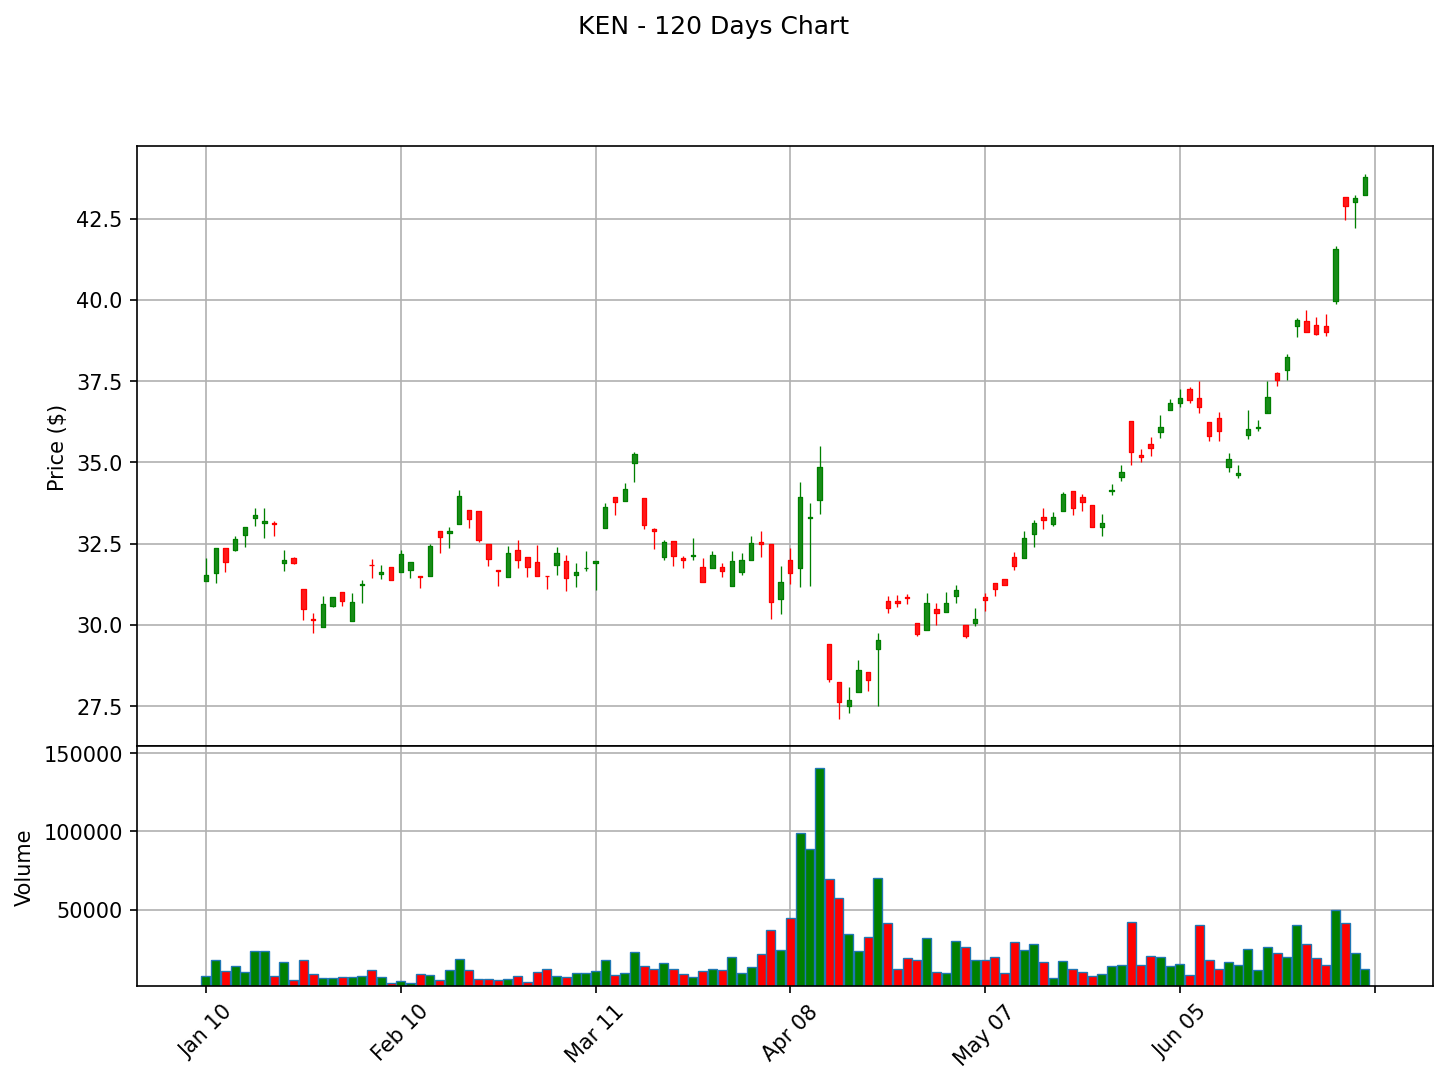 KEN - 120 Days Chart
Price ($)
42.5
40.0
37.5
35.0
32.5
30.0
27.5
Volume
150000
100000
50000
Jan 10
Feb 10
Mar 11
Apr 08
May 07
Jun 05